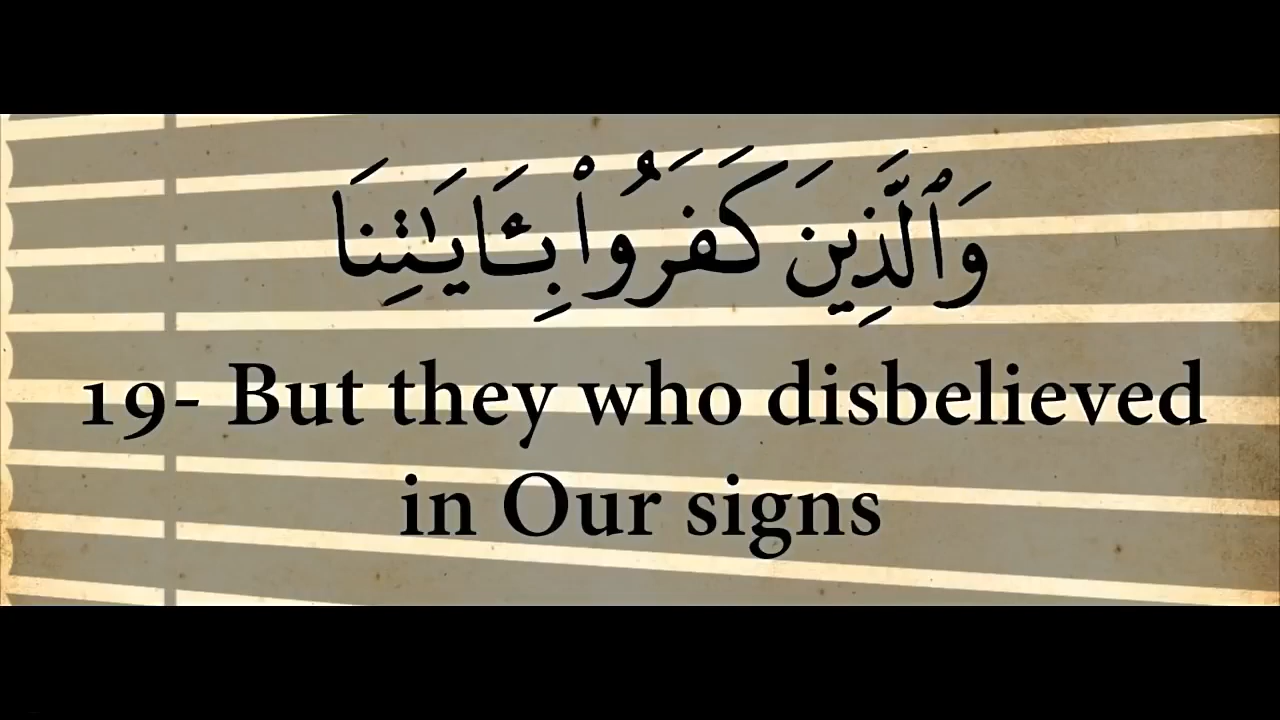 وَٱلَّذِينَ كَفَرُوا۟ بِـَٔايَـٰتِنَا
19- But they who disbelieved
in Our signs